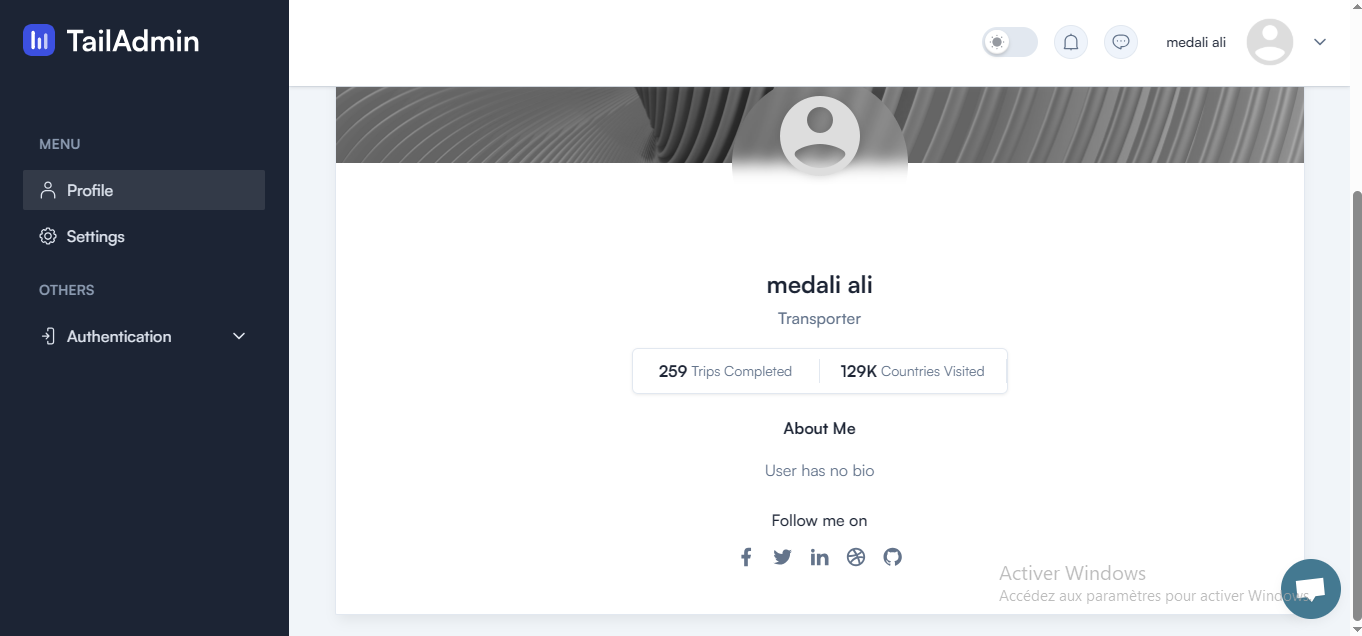 TailAdmin
medali ali
MENU
Profile
Settings
OTHERS
Authentication
medali ali
Transporter
259 Trips Completed
129K Countries Visited
About Me
User has no bio
Follow me on
Activer Windows
Accédez aux paramètres pour activer Windows.